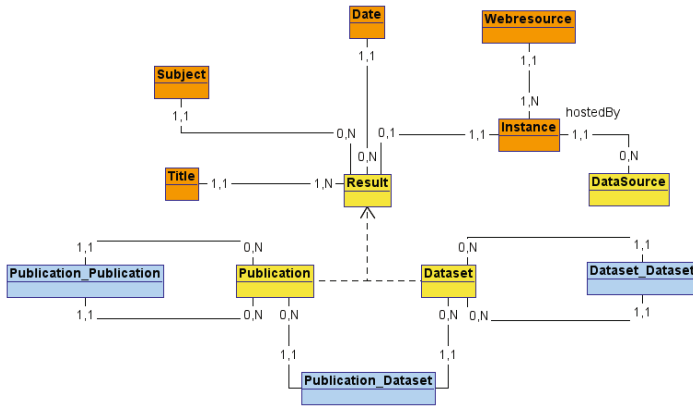 Date
Webresource
1,1
1,1
Subject
1,1
1,N
hostedBy
Instance
0,N
0,1
1,1
1,1
0,N
0,N
Title
1,1
1,N
Result
DataSource
1,1
0,N
0,N
1,1
Publication_Publication
Publication
Dataset
Dataset_Dataset
1,1
0,N
0,N
0,N
0,N
1,1
1,1
1,1
Publication_Dataset